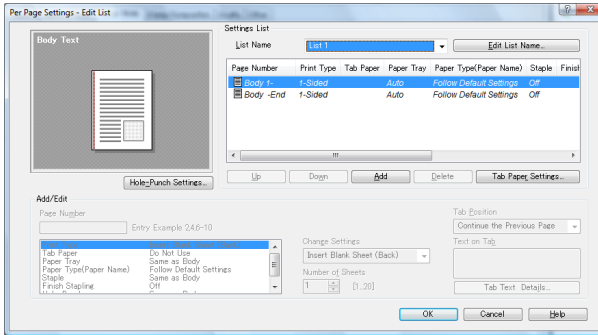 Per Page Settings - Edit List
Body Text
Settings List
List Name
List 1
Edit List Name...
Page Number Print Type Tab Paper Paper Tray Paper Type(Paper Name) Staple Finish
Body 1- 1-Sided Auto Follow Default Settings Off
Body -End 1-Sided Auto Follow Default Settings Off
Up Down Add Delete Tab Paper Settings...
Hole-Punch Settings...
Add/Edit
Page Number
Entry Example 2,4,6-10
Tab Paper Do Not Use
Paper Tray Same as Body
Paper Type(Paper Name) Follow Default Settings
Staple Same as Body
Finish Stapling Off
Change Settings
Insert Blank Sheet (Back)
Number of Sheets
1 [1..20]
Tab Position
Continue the Previous Page
Text on Tab
Tab Text Details...
OK Cancel Help